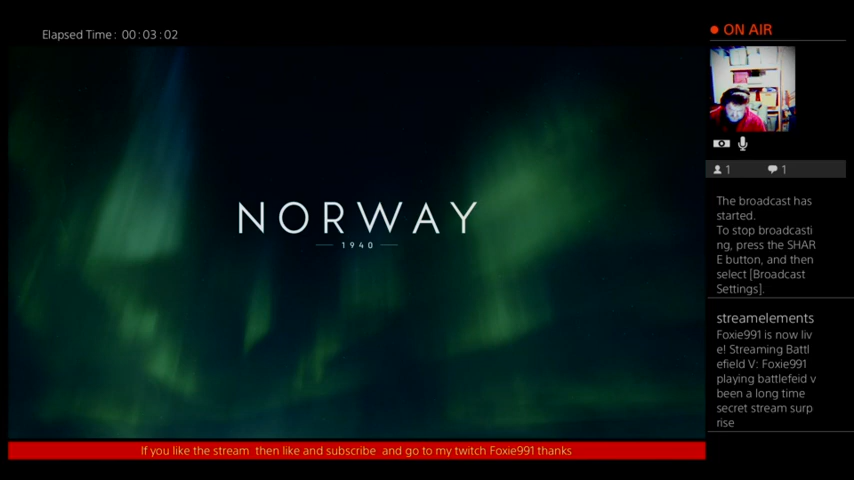 Elapsed Time: 00:03:02
ON AIR
NORWAY
1940
1
1
The broadcast has
started.
To stop broadcasti
ng, press the SHAR
E button, and then
select [Broadcast
Settings].
streamelements
Foxie991 is now liv
e! Streaming Battl
efield V: Foxie991
playing battlefeid v
been a long time
secret stream surp
rise
If you like the stream  then like and subscribe  and go to my twitch Foxie991 thanks